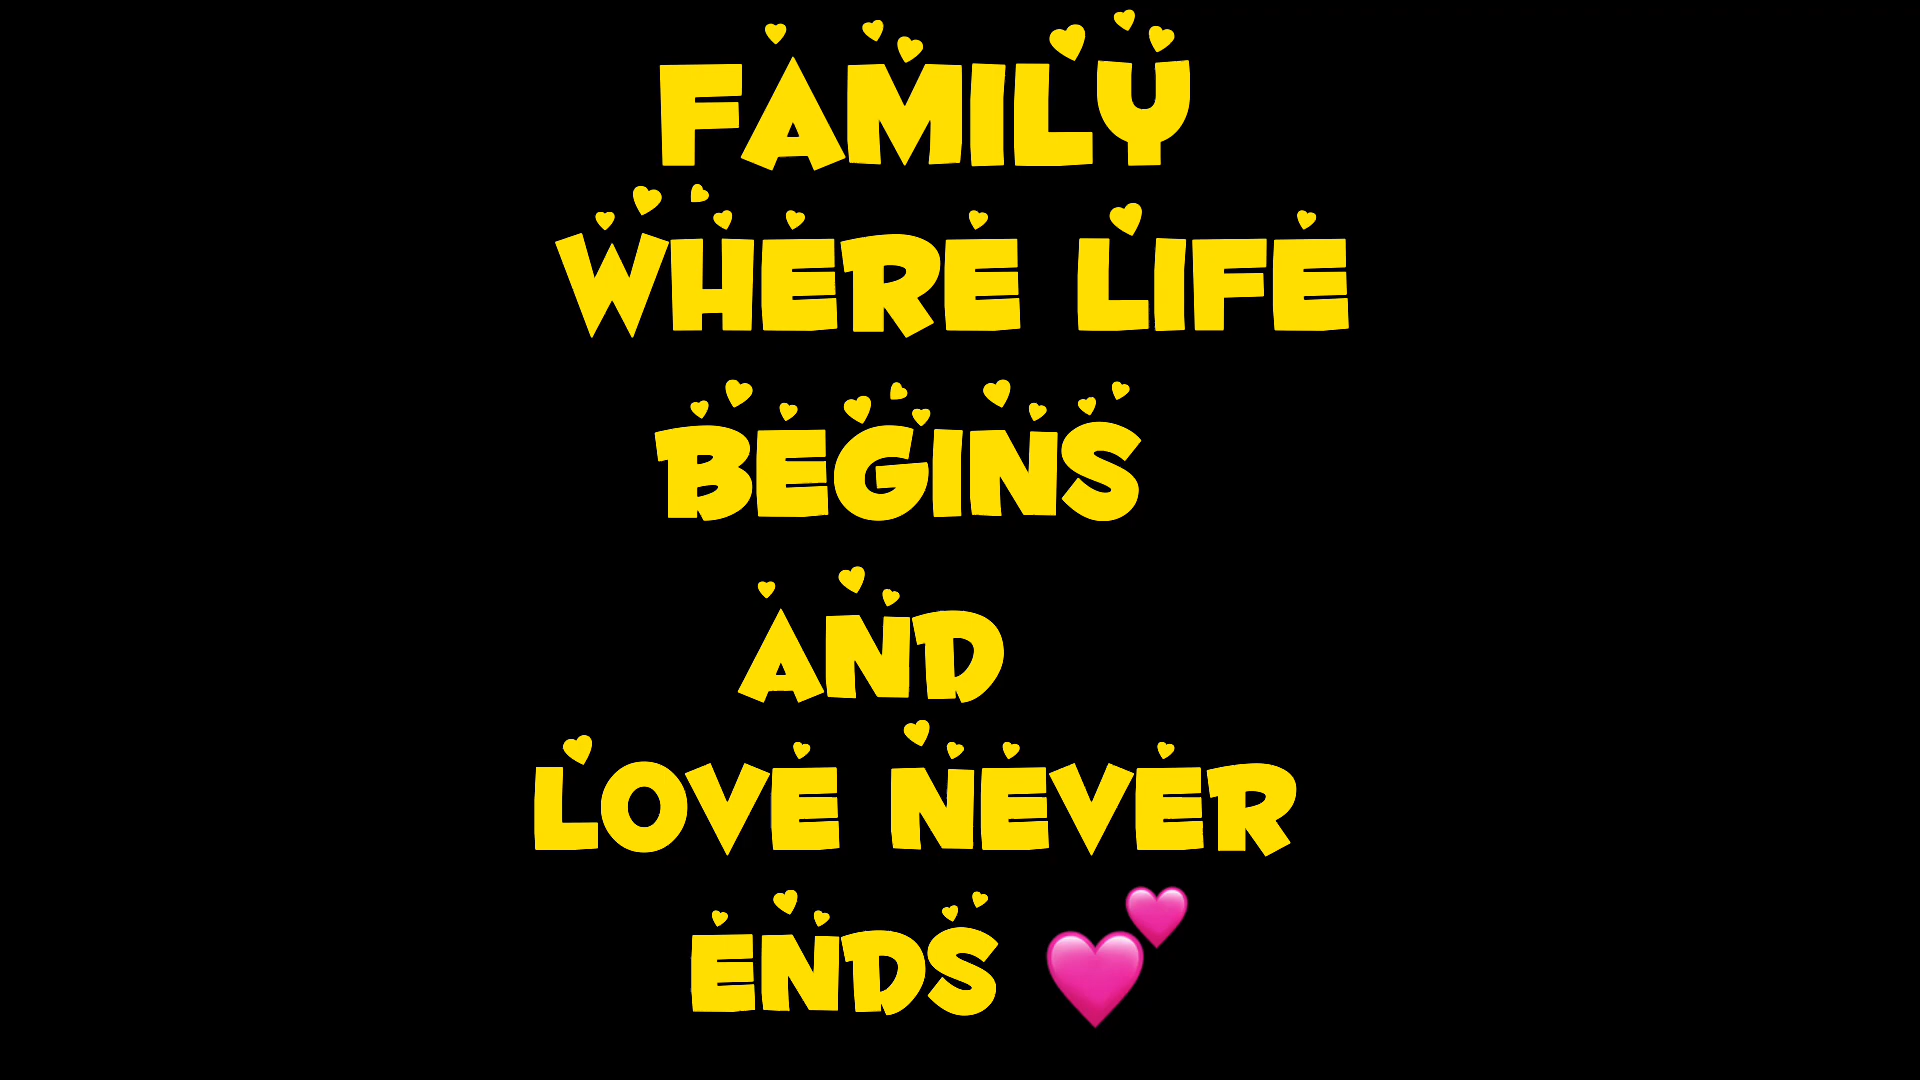 FAMILY
WHERE LIFE
BEGINS
AND
LOVE NEVER
ENDS 💕